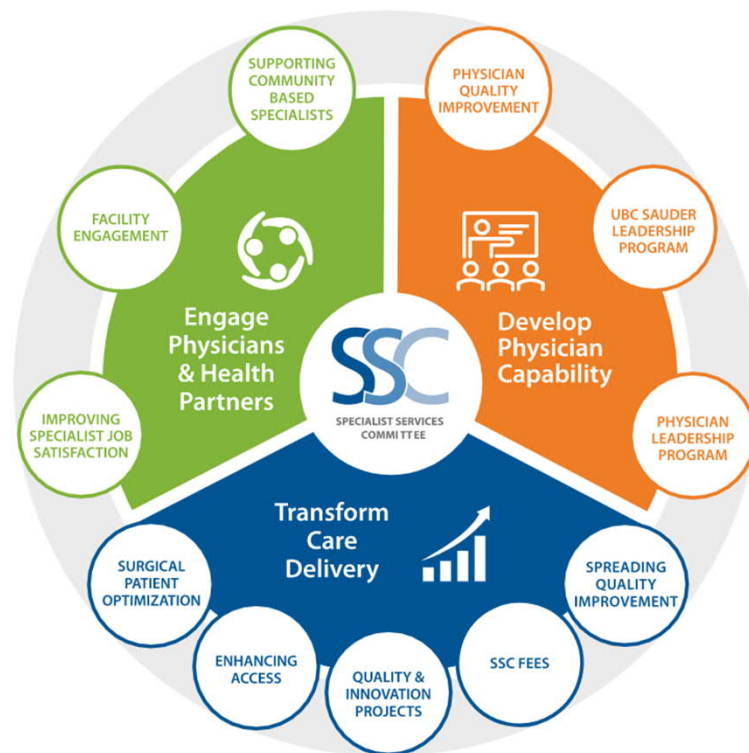 SUPPORTING
COMMUNITY
BASED
SPECIALISTS
FACILITY
ENGAGEMENT
IMPROVING
SPECIALIST JOB
SATISFACTION
Engage
Physicians
& Health
Partners
PHYSICIAN
QUALITY
IMPROVEMENT
UBC SAUDER
LEADERSHIP
PROGRAM
PHYSICIAN
LEADERSHIP
PROGRAM
Develop
Physician
Capability
SSC
SPECIALIST SERVICES
COMMITTEE
Transform
Care
Delivery
SURGICAL
PATIENT
OPTIMIZATION
ENHANCING
ACCESS
QUALITY &
INNOVATION
PROJECTS
SSC FEES
SPREADING
QUALITY
IMPROVEMENT